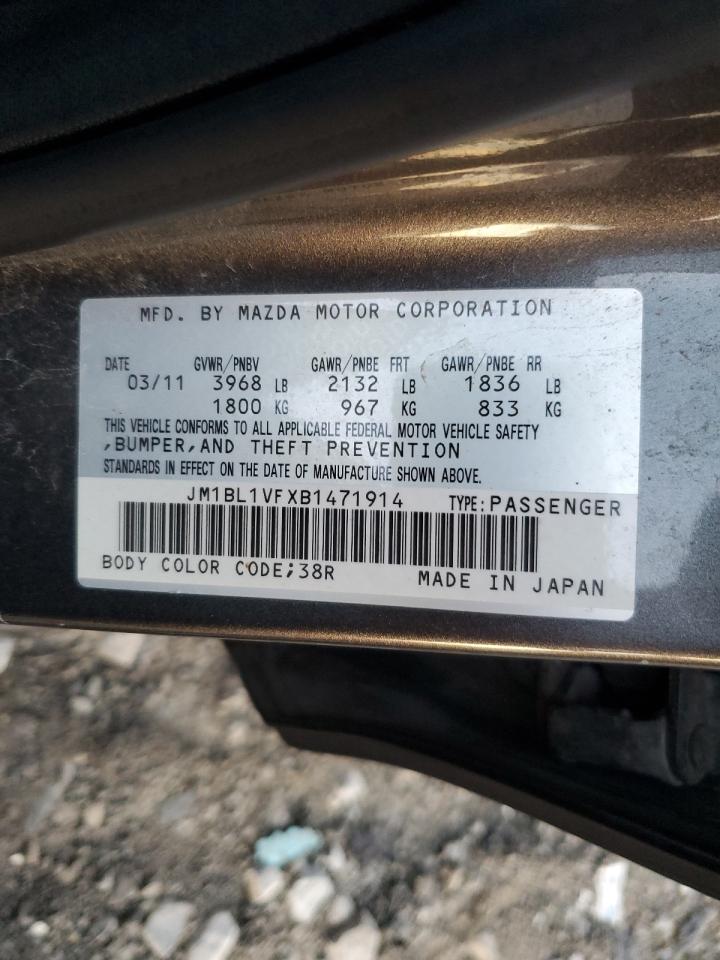 MFD. BY MAZDA MOTOR CORPORATION
DATE GVWR/PNBV GAWR/PNBE FRT GAWR/PNBE RR
03/11 3968 LB 2132 LB 1836 LB
1800 KG 967 KG 833 KG
THIS VEHICLE CONFORMS TO ALL APPLICABLE FEDERAL MOTOR VEHICLE SAFETY
,BUMPER,AND THEFT PREVENTION
STANDARDS IN EFFECT ON THE DATE OF MANUFACTURE SHOWN ABOVE.
JM1BL1VFXB1471914 TYPE:PASSENGER
BODY COLOR CODE;38R MADE IN JAPAN